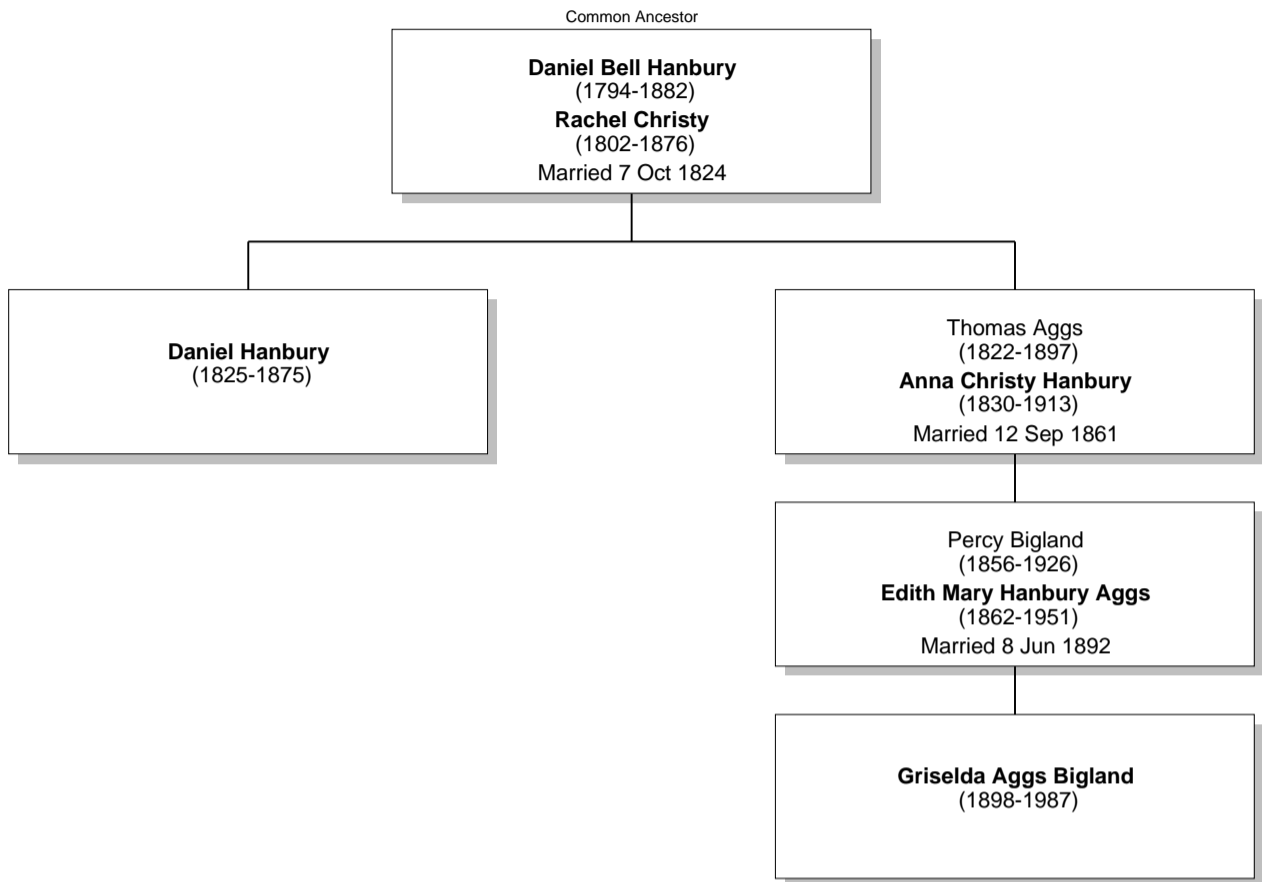 Common Ancestor
Daniel Bell Hanbury
(1794-1882)
Rachel Christy
(1802-1876)
Married 7 Oct 1824
Daniel Hanbury
(1825-1875)
Thomas Aggs
(1822-1897)
Anna Christy Hanbury
(1830-1913)
Married 12 Sep 1861
Percy Bigland
(1856-1926)
Edith Mary Hanbury Aggs
(1862-1951)
Married 8 Jun 1892
Griselda Aggs Bigland
(1898-1987)